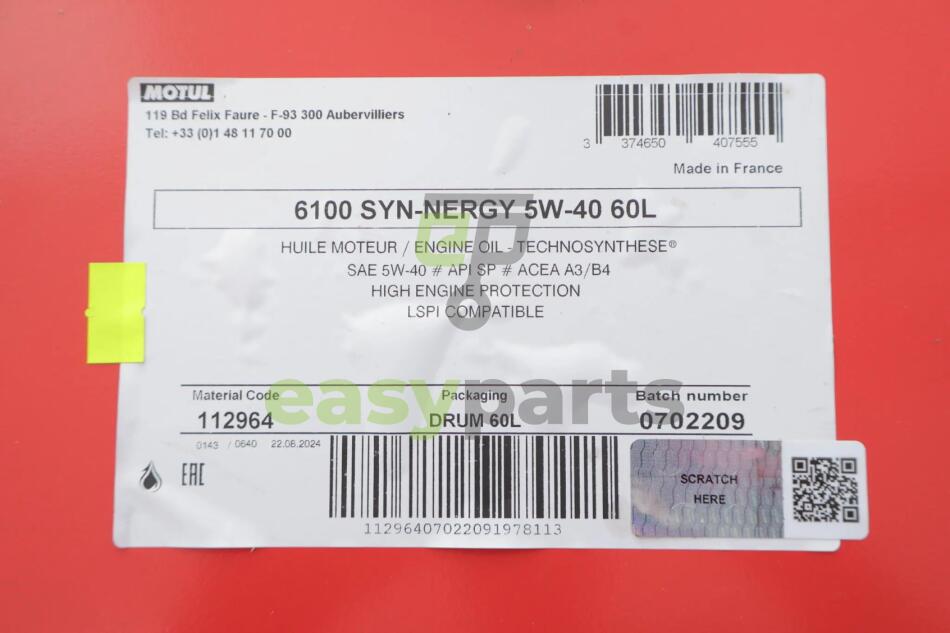 MOTUL
119 Bd Felix Faure - F-93 300 Aubervilliers
Tel: +33 (0)1 48 11 70 00
3 374650 407555
Made in France
6100 SYN-NERGY 5W-40 60L
HUILE MOTEUR / ENGINE OIL - TECHNOSYNTHESE®
SAE 5W-40 # API SP # ACEA A3/B4
HIGH ENGINE PROTECTION
LSPI COMPATIBLE
easyparts
Material Code Packaging Batch number
112964 DRUM 60L 0702209
0143 / 0640 22.06.2024
EAC
SCRATCH
HERE
11296407022091978113